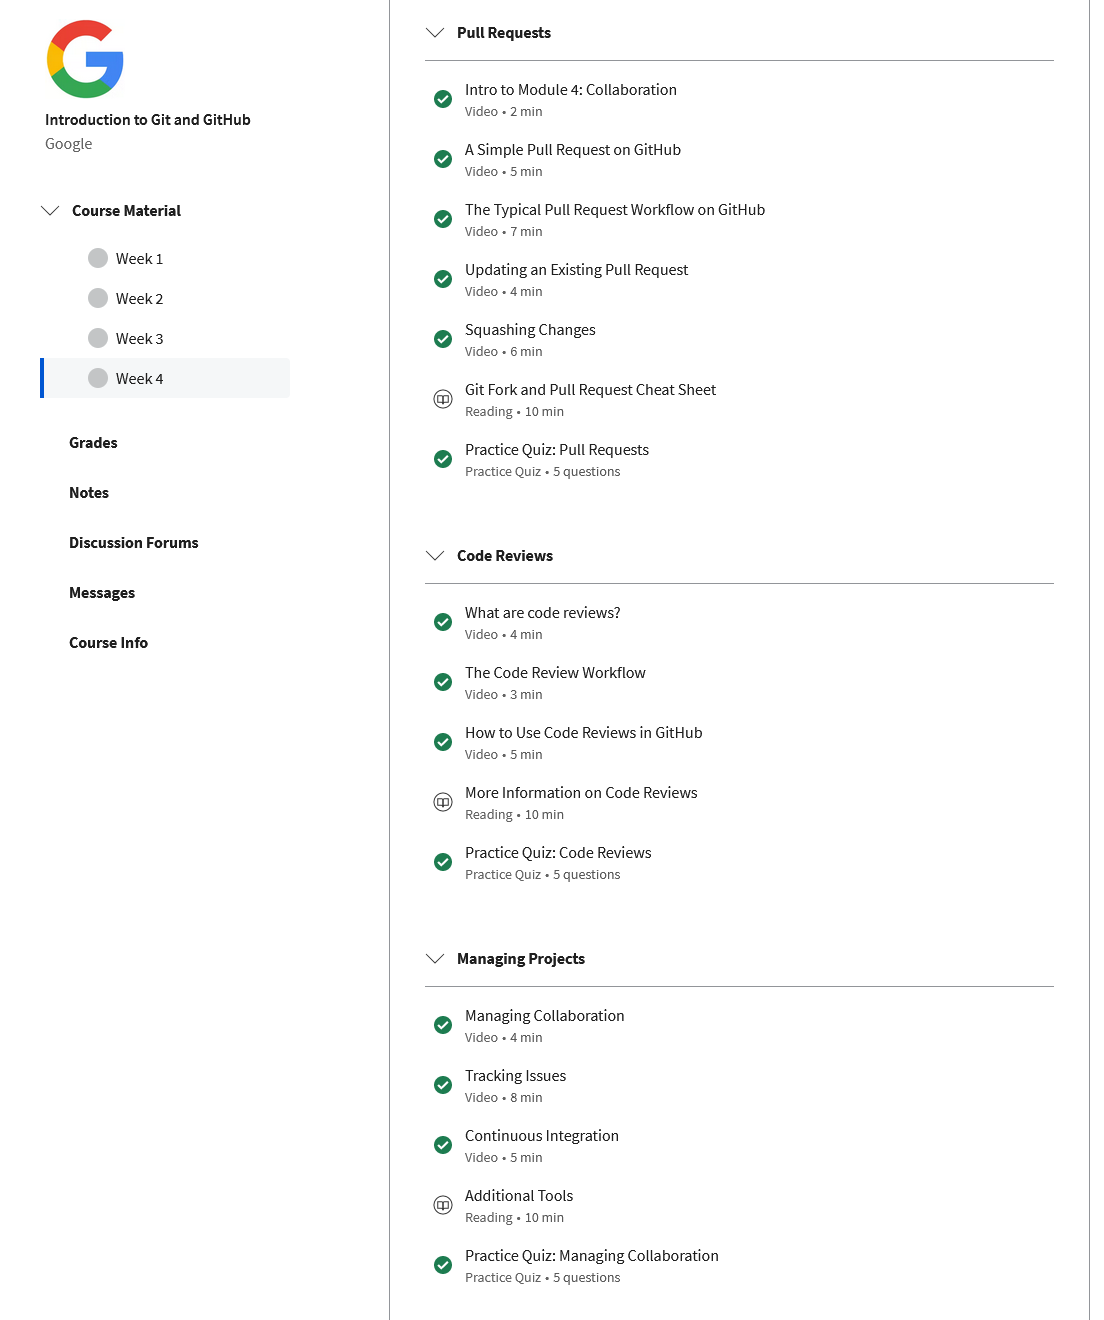 Introduction to Git and GitHub
Google
Course Material
Week 1
Week 2
Week 3
Week 4
Grades
Notes
Discussion Forums
Messages
Course Info
Pull Requests
Intro to Module 4: Collaboration
Video • 2 min
A Simple Pull Request on GitHub
Video • 5 min
The Typical Pull Request Workflow on GitHub
Video • 7 min
Updating an Existing Pull Request
Video • 4 min
Squashing Changes
Video • 6 min
Git Fork and Pull Request Cheat Sheet
Reading • 10 min
Practice Quiz: Pull Requests
Practice Quiz • 5 questions
Code Reviews
What are code reviews?
Video • 4 min
The Code Review Workflow
Video • 3 min
How to Use Code Reviews in GitHub
Video • 5 min
More Information on Code Reviews
Reading • 10 min
Practice Quiz: Code Reviews
Practice Quiz • 5 questions
Managing Projects
Managing Collaboration
Video • 4 min
Tracking Issues
Video • 8 min
Continuous Integration
Video • 5 min
Additional Tools
Reading • 10 min
Practice Quiz: Managing Collaboration
Practice Quiz • 5 questions